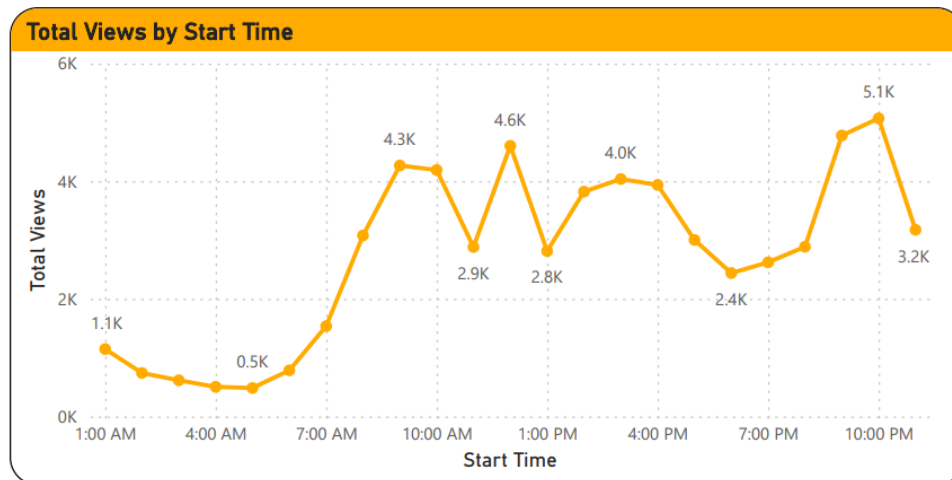 Total Views by Start Time
6K
5.1K
4.6K
4.3K
4.0K
4K
Total Views
2.9K
2.8K
3.2K
2.4K
2K
1.1K
0.5K
0K
1:00 AM 4:00 AM 7:00 AM 10:00 AM 1:00 PM 4:00 PM 7:00 PM 10:00 PM
Start Time